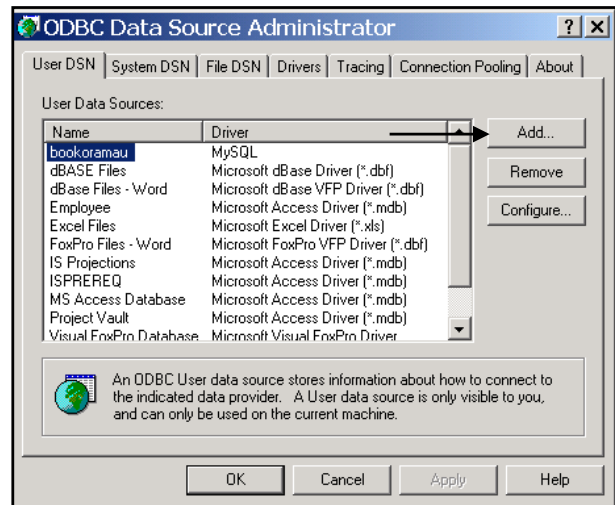 ODBC Data Source Administrator
User DSN System DSN File DSN Drivers Tracing Connection Pooling About
User Data Sources:
Name Driver
bookoramau MySQL
dBASE Files Microsoft dBase Driver (*.dbf)
dBase Files - Word Microsoft dBase VFP Driver (*.dbf)
Employee Microsoft Access Driver (*.mdb)
Excel Files Microsoft Excel Driver (*.xls)
FoxPro Files - Word Microsoft FoxPro VFP Driver (*.dbf)
IS Projections Microsoft Access Driver (*.mdb)
ISPREREQ Microsoft Access Driver (*.mdb)
MS Access Database Microsoft Access Driver (*.mdb)
Project Vault Microsoft Access Driver (*.mdb)
Visual FoxPro Database Microsoft Visual FoxPro Driver
Add...
Remove
Configure...
An ODBC User data source stores information about how to connect to
the indicated data provider. A User data source is only visible to you,
and can only be used on the current machine.
OK Cancel Apply Help